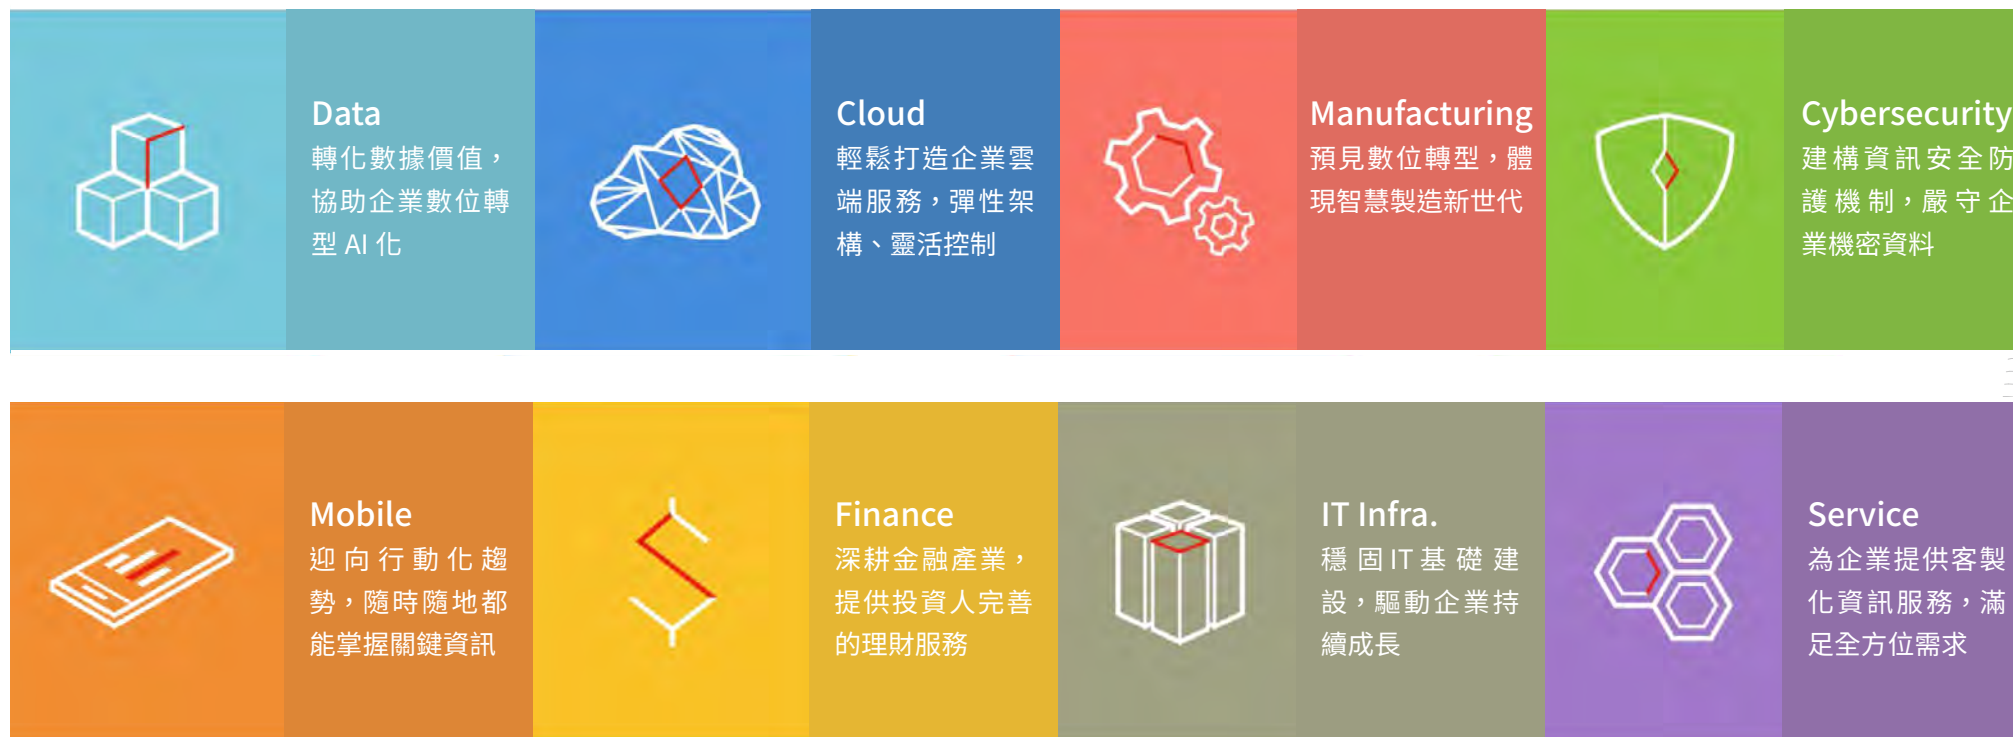 Data
轉化數據價值，
協助企業數位轉
型 AI 化
Cloud
輕鬆打造企業雲
端服務，彈性架
構、靈活控制
Manufacturing
預見數位轉型，體
現智慧製造新世代
Cybersecurity
建構資訊安全防
護機制，嚴守企
業機密資料
Mobile
迎向行動化趨
勢，隨時隨地都
能掌握關鍵資訊
Finance
深耕金融產業，
提供投資人完善
的理財服務
IT Infra.
穩固IT基礎建
設，驅動企業持
續成長
Service
為企業提供客製
化資訊服務，滿
足全方位需求